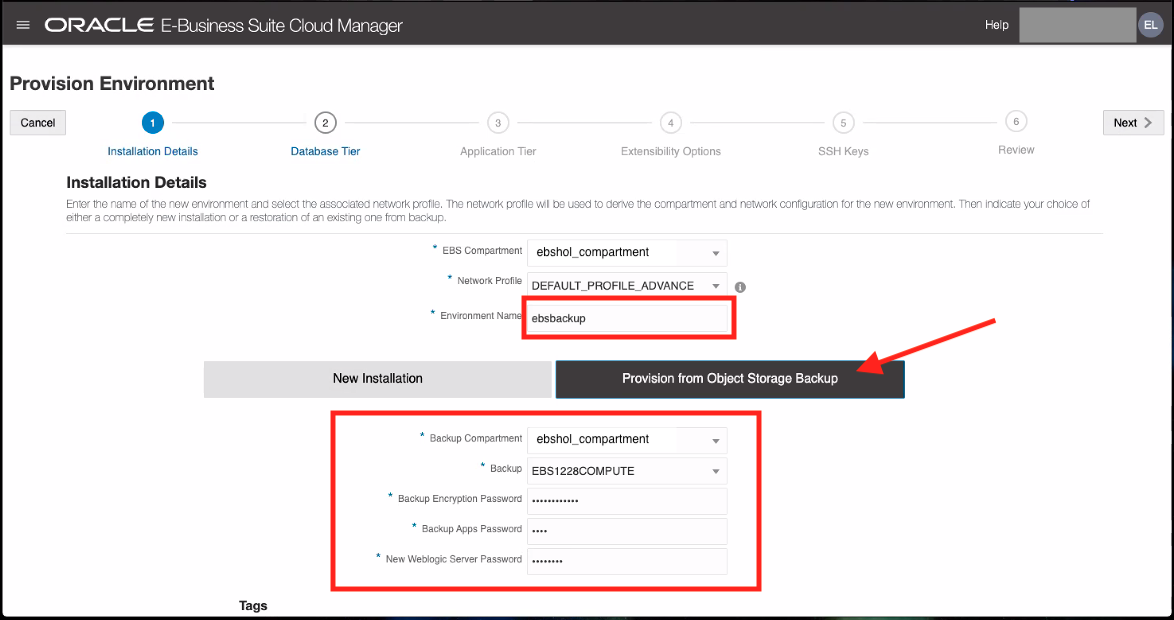 ORACLE E-Business Suite Cloud Manager
Help
EL
Provision Environment
Cancel
1
2
3
4
5
6
Next
Installation Details
Database Tier
Application Tier
Extensibility Options
SSH Keys
Review
Installation Details
Enter the name of the new environment and select the associated network profile. The network profile will be used to derive the compartment and network configuration for the new environment. Then indicate your choice of
either a completely new installation or a restoration of an existing one from backup.
* EBS Compartment ebshol_compartment
* Network Profile DEFAULT_PROFILE_ADVANCE
* Environment Name ebsbackup
New Installation
Provision from Object Storage Backup
* Backup Compartment ebshol_compartment
* Backup EBS1228COMPUTE
* Backup Encryption Password ••••••••••••
* Backup Apps Password ••••
* New Weblogic Server Password ••••••••
Tags